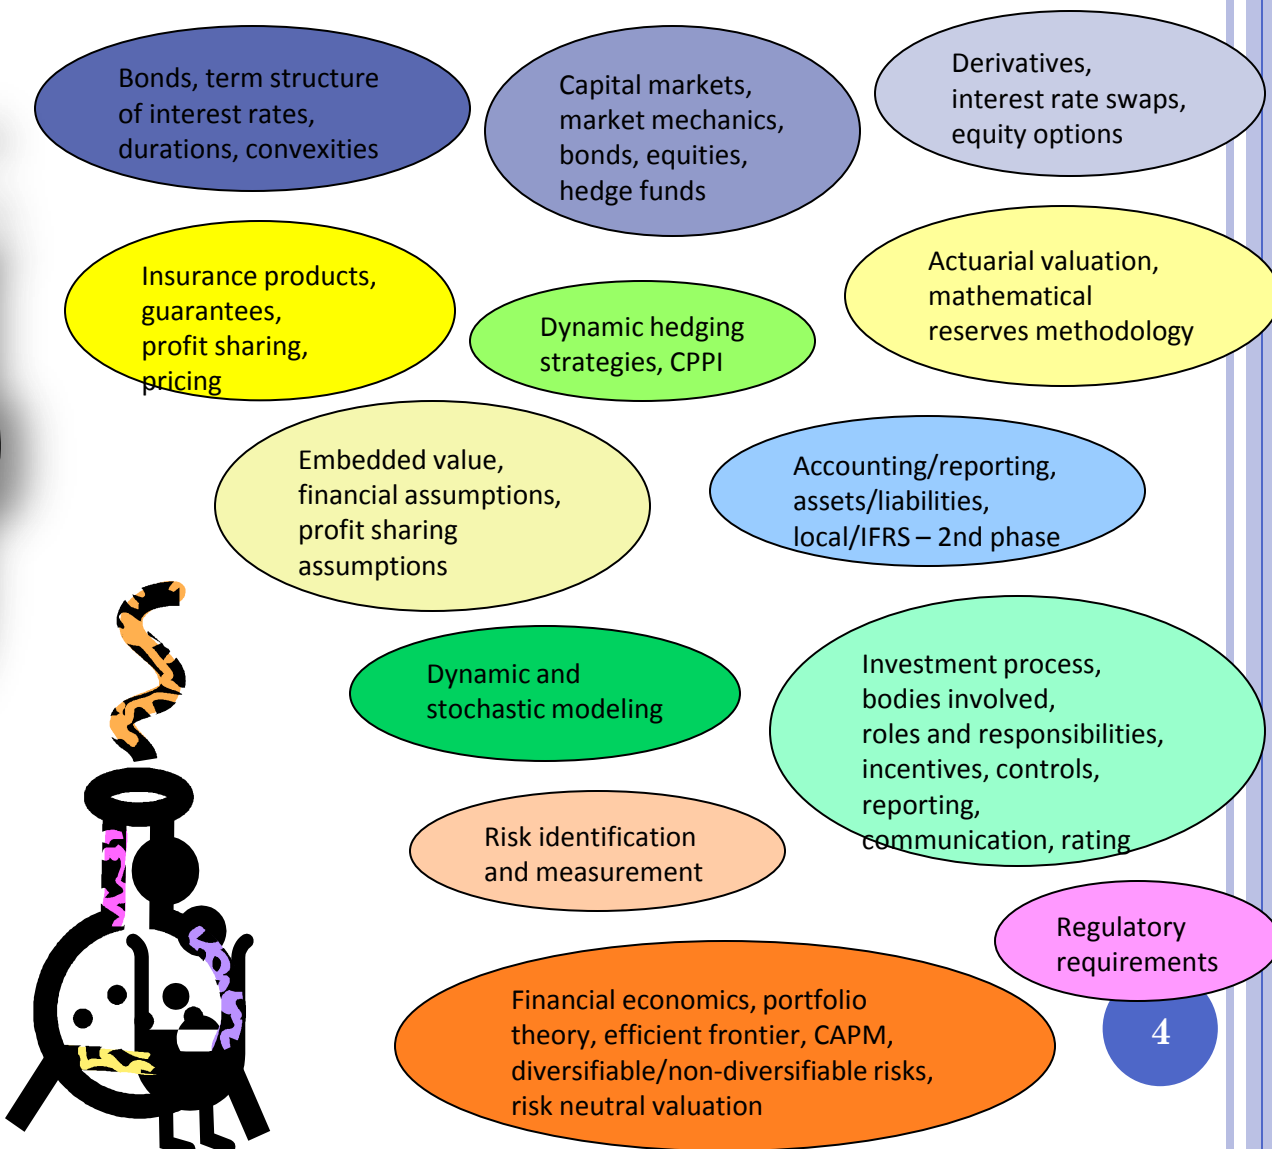 Bonds, term structure
of interest rates,
durations, convexities
Capital markets,
market mechanics,
bonds, equities,
hedge funds
Derivatives,
interest rate swaps,
equity options
Insurance products,
guarantees,
profit sharing,
pricing
Dynamic hedging
strategies, CPPI
Actuarial valuation,
mathematical
reserves methodology
Embedded value,
financial assumptions,
profit sharing
assumptions
Accounting/reporting,
assets/liabilities,
local/IFRS – 2nd phase
Dynamic and
stochastic modeling
Investment process,
bodies involved,
roles and responsibilities,
incentives, controls,
reporting,
communication, rating
Risk identification
and measurement
Regulatory
requirements
Financial economics, portfolio
theory, efficient frontier, CAPM,
diversifiable/non-diversifiable risks,
risk neutral valuation
4